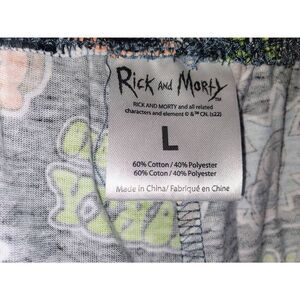 Rick and Morty™
RICK AND MORTY and all related
characters and element © & ™ CN. (s22)
L
60% Cotton / 40% Polyester
60% Coton / 40% Polyester
Made in China/ Fabriqué en Chine